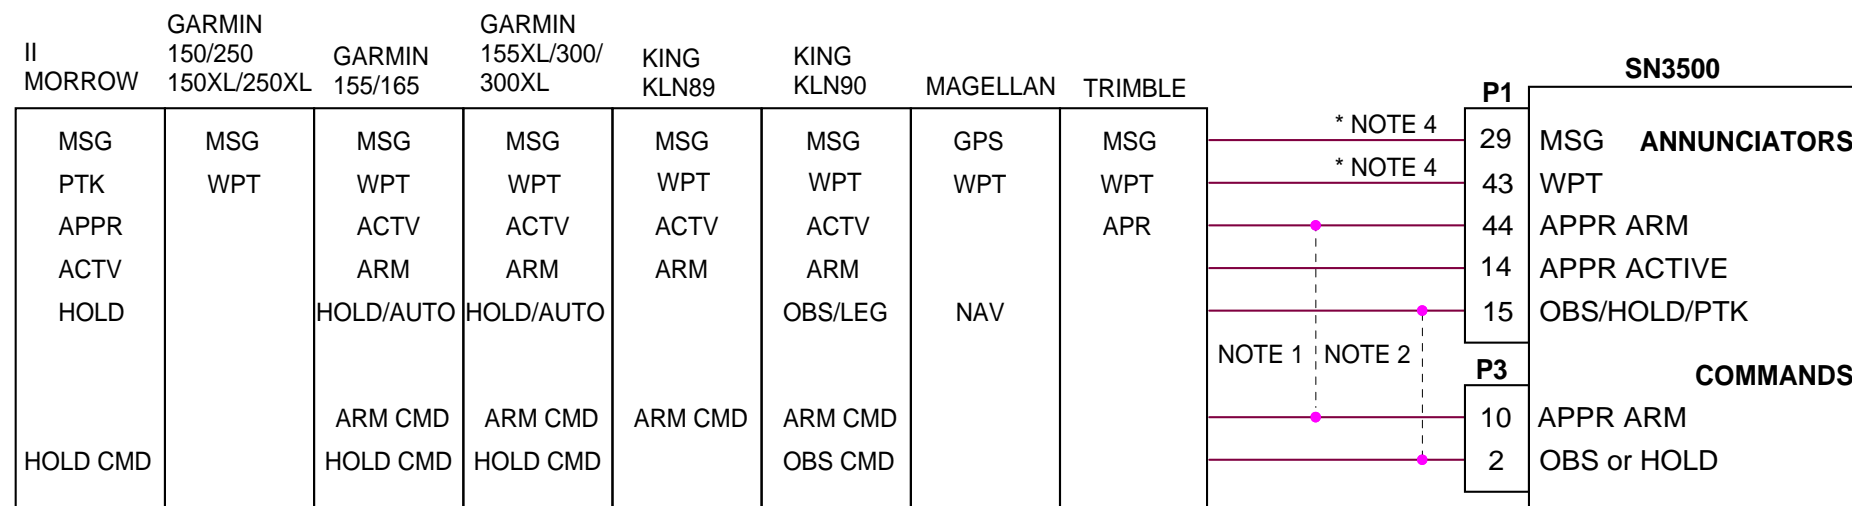 II MORROW
GARMIN 150/250 150XL/250XL
GARMIN 155/165
GARMIN 155XL/300/ 300XL
KING KLN89
KING KLN90
MAGELLAN
TRIMBLE
P1
SN3500
MSG MSG MSG MSG MSG MSG GPS MSG * NOTE 4 29 MSG ANNUNCIATORS
PTK WPT WPT WPT WPT WPT WPT WPT * NOTE 4 43 WPT
APPR ACTV ACTV ACTV ACTV APR 44 APPR ARM
ACTV ARM ARM ARM ARM 14 APPR ACTIVE
HOLD HOLD/AUTO HOLD/AUTO OBS/LEG NAV 15 OBS/HOLD/PTK
NOTE 1 NOTE 2 P3 COMMANDS
ARM CMD ARM CMD ARM CMD ARM CMD 10 APPR ARM
HOLD CMD HOLD CMD HOLD CMD OBS CMD 2 OBS or HOLD